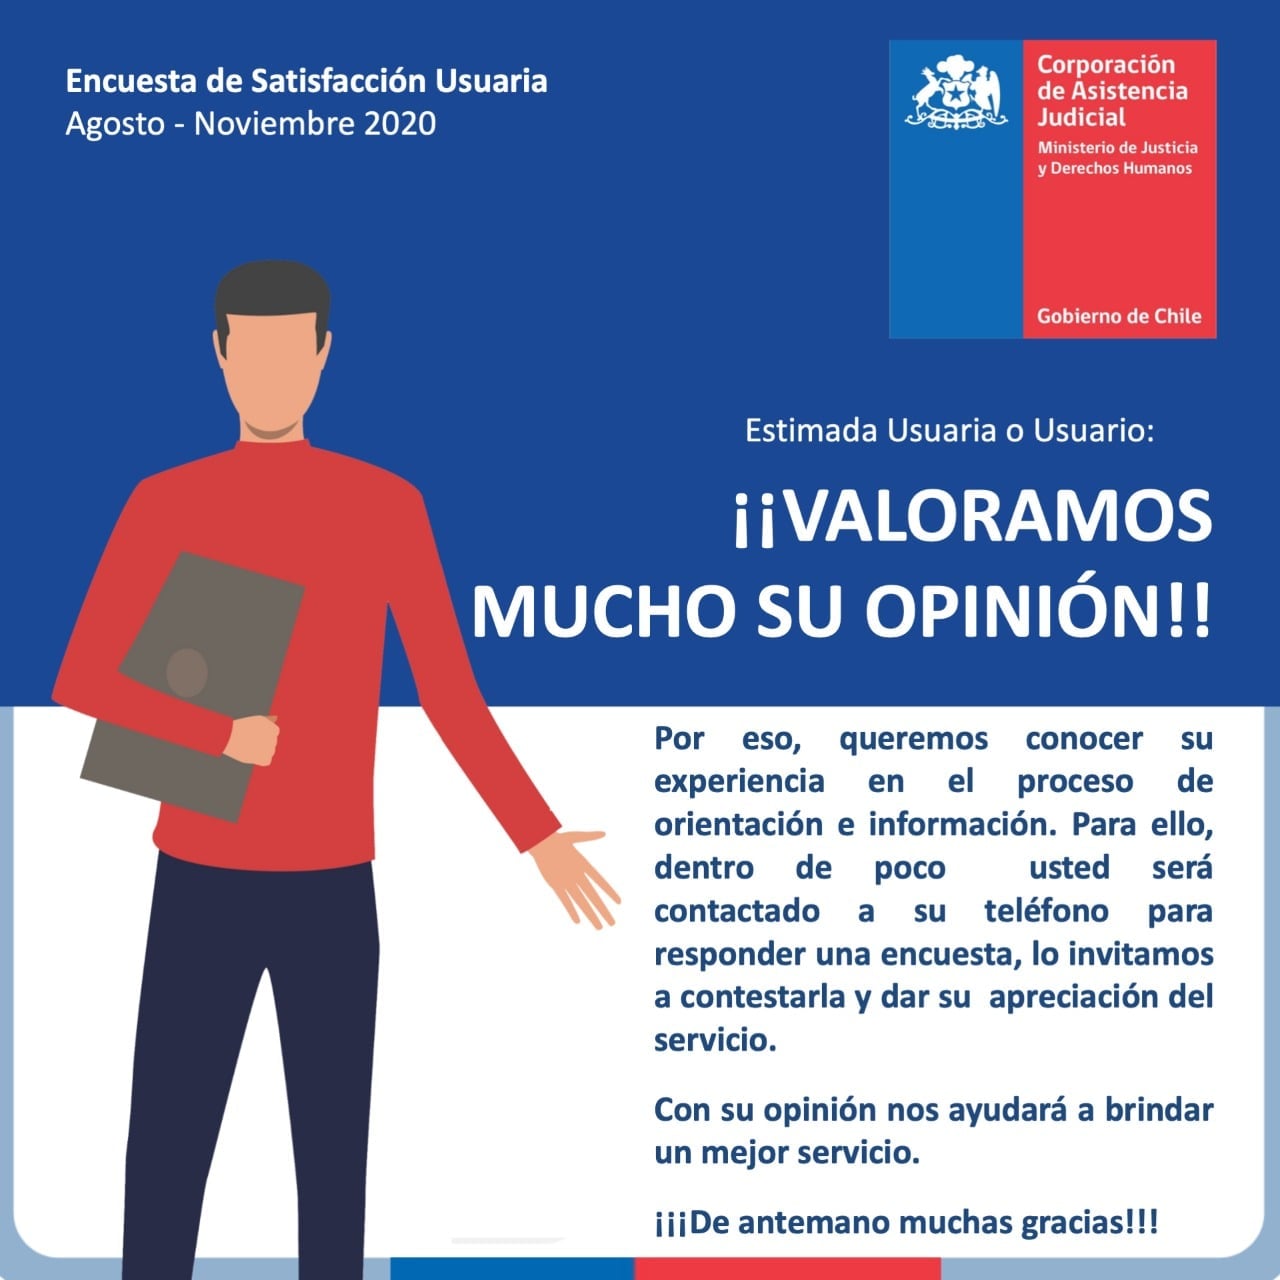 Encuesta de Satisfacción Usuaria
Agosto - Noviembre 2020
Corporación
de Asistencia
Judicial
Ministerio de Justicia
y Derechos Humanos
Gobierno de Chile
Estimada Usuaria o Usuario:
¡¡VALORAMOS
MUCHO SU OPINIÓN!!
Por eso, queremos conocer su
experiencia en el proceso de
orientación e información. Para ello,
dentro de poco usted será
contactado a su teléfono para
responder una encuesta, lo invitamos
a contestarla y dar su apreciación del
servicio.
Con su opinión nos ayudará a brindar
un mejor servicio.
¡¡¡De antemano muchas gracias!!!